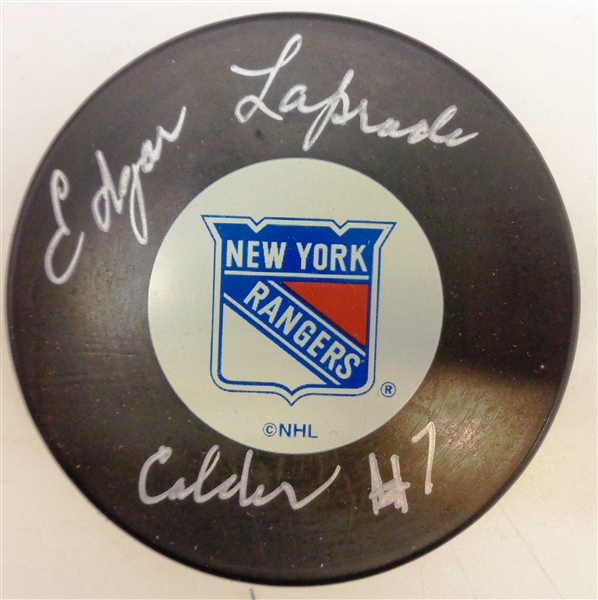 Edgar Laprade
NEW YORK
RANGERS
®
©NHL
Calder #7